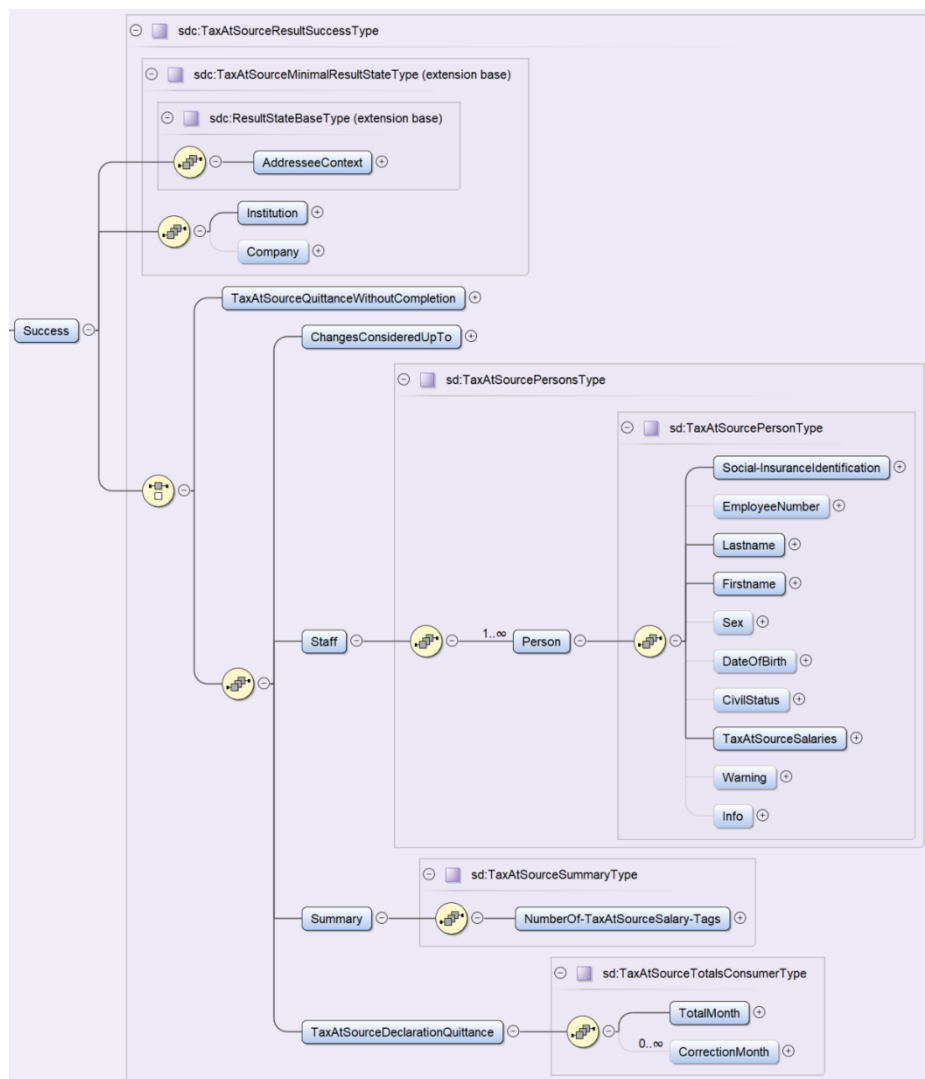 sdc:TaxAtSourceResultSuccessType
sdc:TaxAtSourceMinimalResultStateType (extension base)
sdc:ResultStateBaseType (extension base)
AddresseeContext
Institution
Company
TaxAtSourceQuittanceWithoutCompletion
Success
ChangesConsideredUpTo
sd:TaxAtSourcePersonsType
sd:TaxAtSourcePersonType
Social-InsuranceIdentification
EmployeeNumber
Lastname
Firstname
Sex
Staff
1..∞
Person
DateOfBirth
CivilStatus
TaxAtSourceSalaries
Warning
Info
sd:TaxAtSourceSummaryType
Summary
NumberOf-TaxAtSourceSalary-Tags
sd:TaxAtSourceTotalsConsumerType
TotalMonth
TaxAtSourceDeclarationQuittance
0..∞
CorrectionMonth